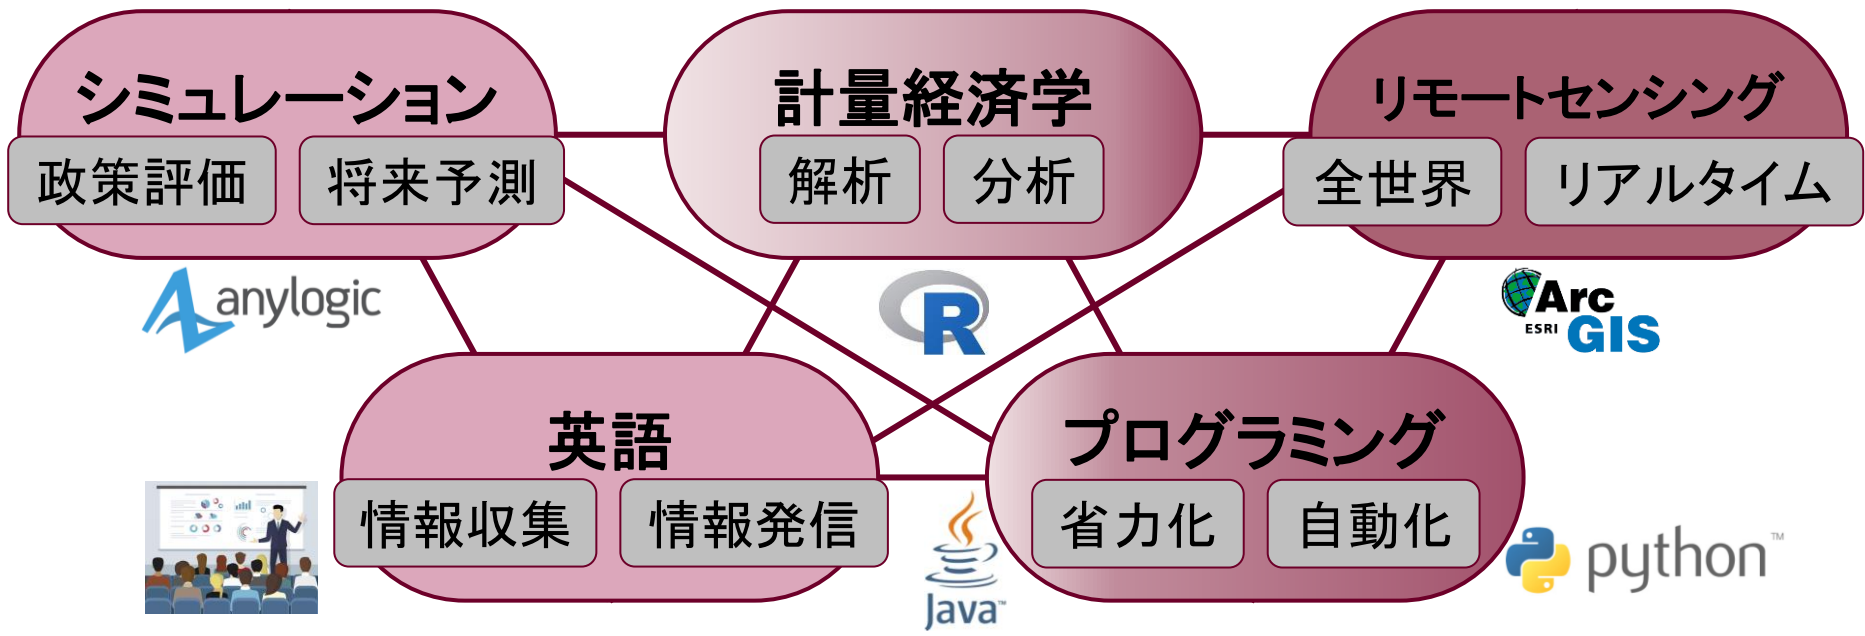 シミュレーション
政策評価
将来予測
計量経済学
解析
分析
リモートセンシング
全世界
リアルタイム
anylogic
R
Arc
ESRI
GIS
英語
情報収集
情報発信
プログラミング
省力化
自動化
Java™
python™